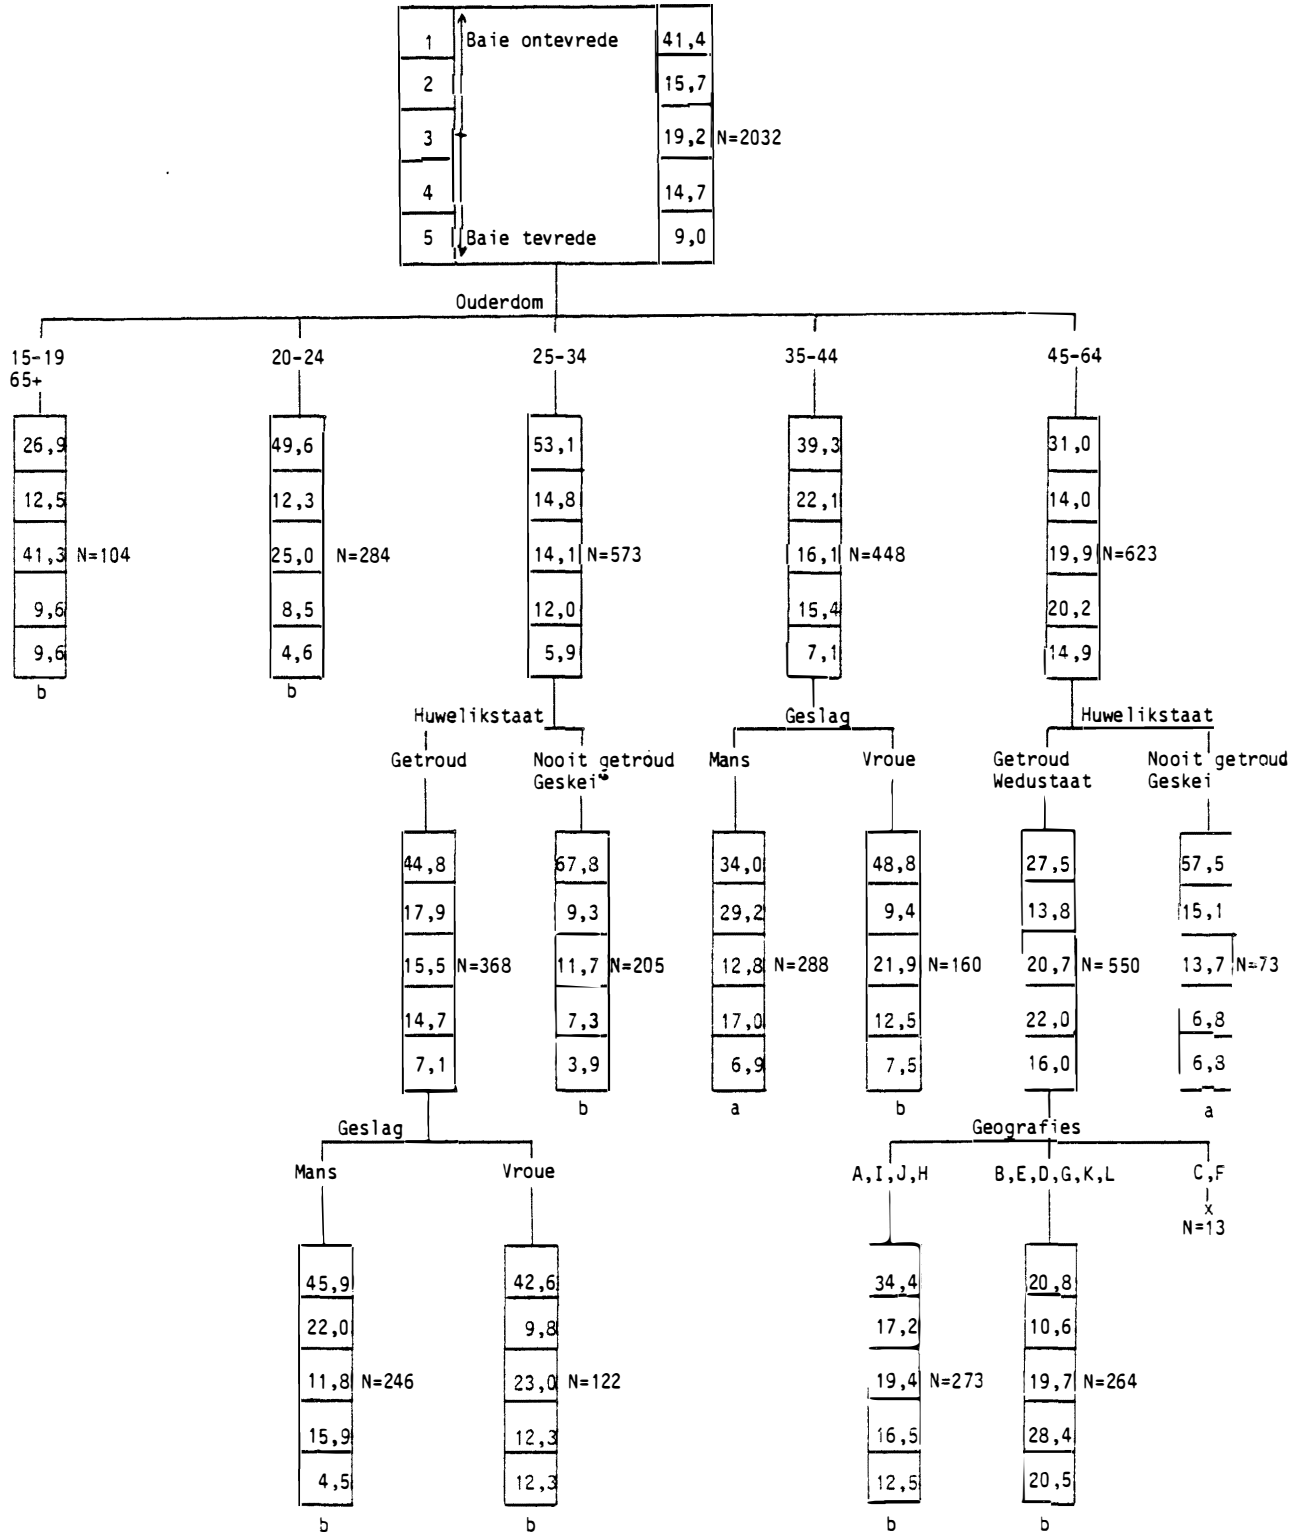 1 Baie ontevrede 41,4
2 15,7
3 19,2 N=2032
4 14,7
5 Baie tevrede 9,0
Ouderdom
15-19 20-24 25-34 35-44 45-64
65+
26,9 49,6 53,1 39,3 31,0
12,5 12,3 14,8 22,1 14,0
41,3 N=104 25,0 N=284 14,1 N=573 16,1 N=448 19,9 N=623
9,6 8,5 12,0 15,4 20,2
9,6 4,6 5,9 7,1 14,9
b b
Huwelikstaat Geslag Huwelikstaat
Getroud Nooit getroud Mans Vroue Getroud Nooit getroud
Geskei Wedustaat Geskei
44,8 67,8 34,0 48,8 27,5 57,5
17,9 9,3 29,2 9,4 13,8 15,1
15,5 N=368 11,7 N=205 12,8 N=288 21,9 N=160 20,7 N=550 13,7 N=73
14,7 7,3 17,0 12,5 22,0 6,8
7,1 3,9 6,9 7,5 16,0 6,8
b a b a
Geslag Geografies
Mans Vroue A,I,J,H B,E,D,G,K,L C,F
x
N=13
45,9 42,6 34,4 20,8
22,0 9,8 17,2 10,6
11,8 N=246 23,0 N=122 19,4 N=273 19,7 N=264
15,9 12,3 16,5 28,4
4,5 12,3 12,5 20,5
b b b b